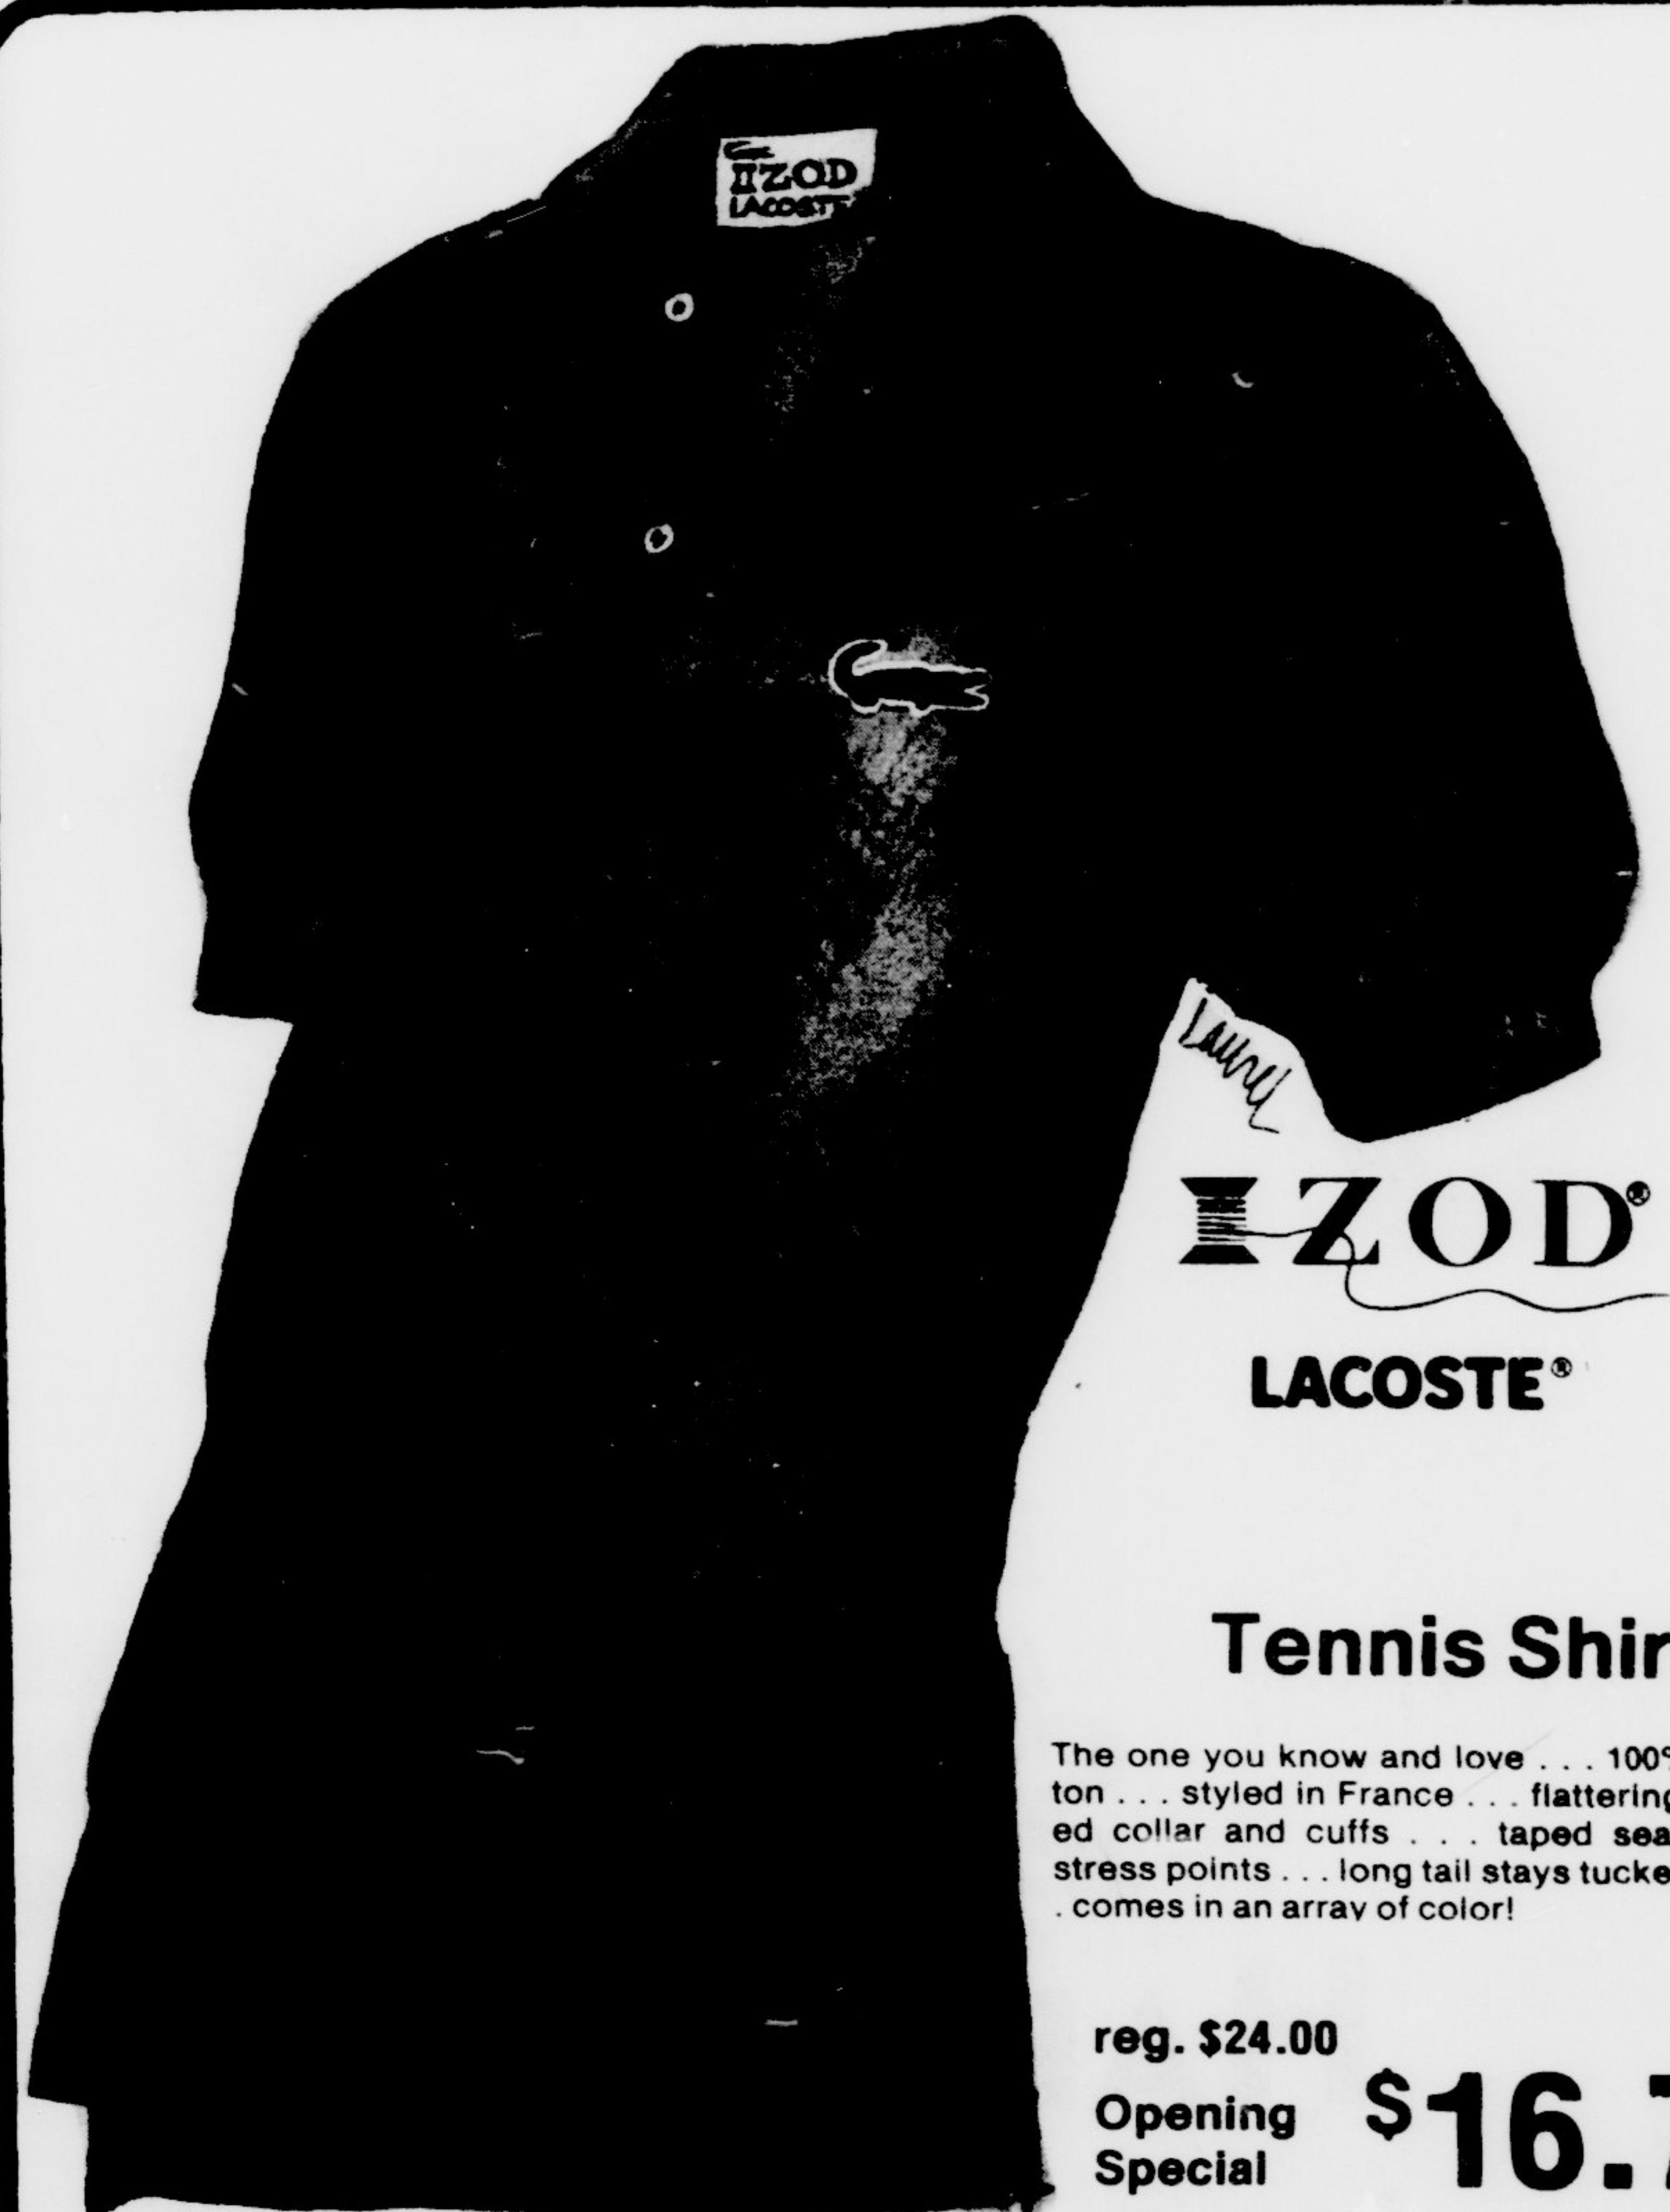 IZOD
LACOSTE
Laurel
IZOD®
LACOSTE®
Tennis Shir
The one you know and love . . . 100%
ton . . . styled in France . . . flattering
ed collar and cuffs . . . taped sea
stress points . . . long tail stays tucke
. comes in an array of color!
reg. $24.00
Opening
Special
$16.7